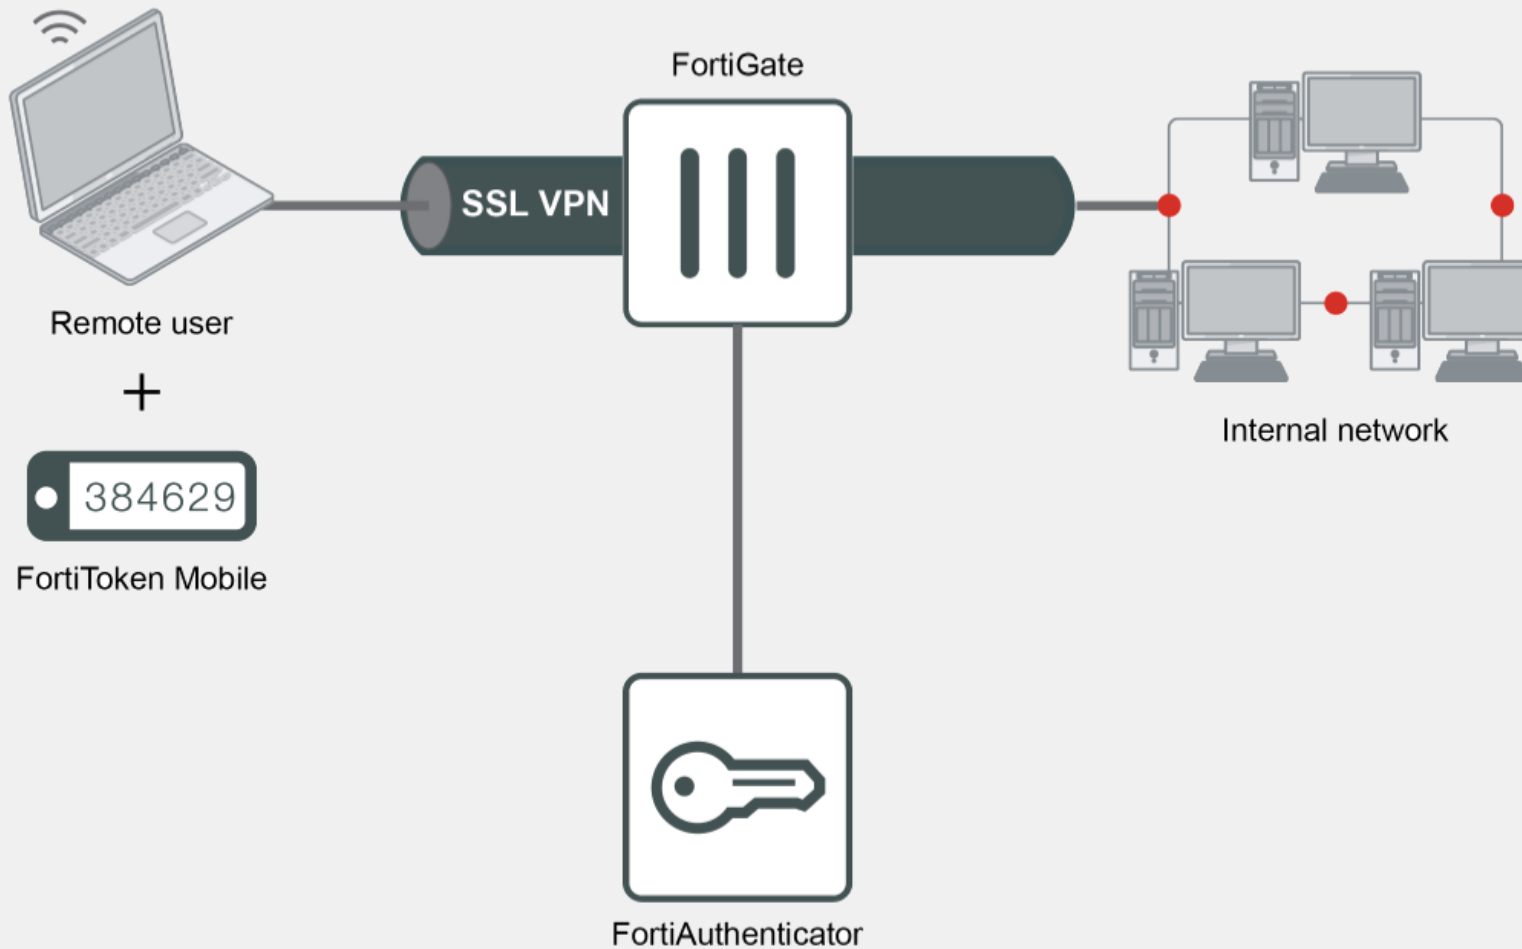 FortiGate
SSL VPN
Remote user
+
384629
FortiToken Mobile
Internal network
FortiAuthenticator